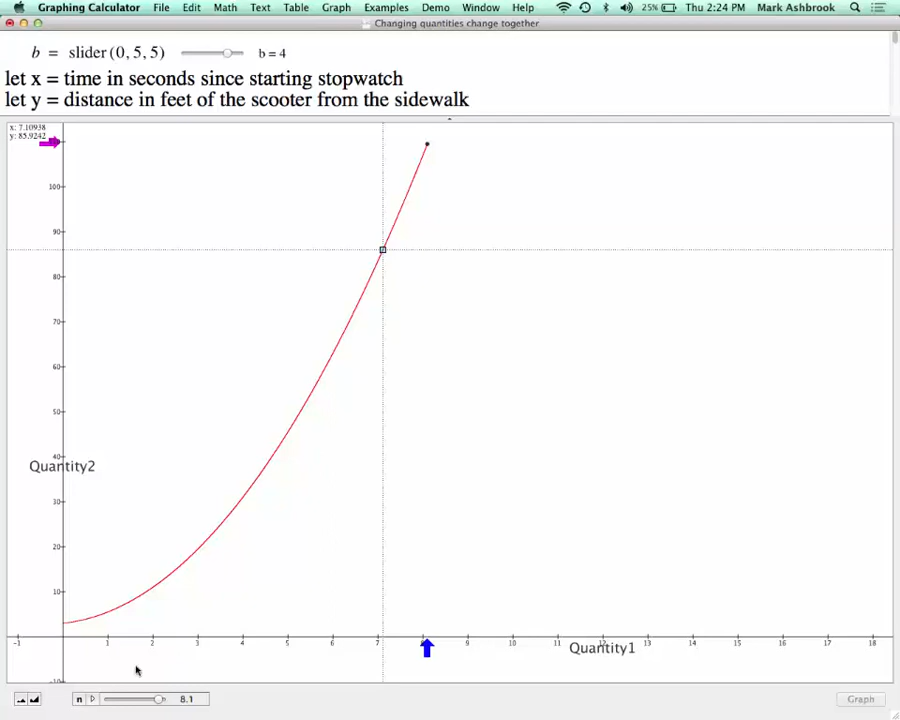 Graphing Calculator File Edit Math Text Table Graph Examples Demo Window Help 25% Thu 2:24 PM Mark Ashbrook
Changing quantities change together
b = slider (0, 5, 5) b = 4
let x = time in seconds since starting stopwatch
let y = distance in feet of the scooter from the sidewalk
x: 7.10938
y: 85.9242
100
90
80
70
60
50
40
Quantity2
30
20
10
-1 1 2 3 4 5 6 7 8 9 10 11 12 13 14 15 16 17 18
Quantity1
-10
n 8.1 Graph